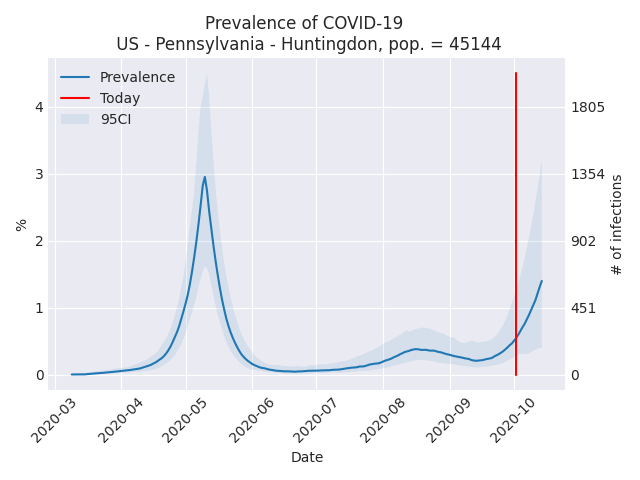 Prevalence of COVID-19
US - Pennsylvania - Huntingdon, pop. = 45144
Prevalence
Today
95CI
4
3
2
1
0
%
1805
1354
902
451
0
# of infections
2020-03
2020-04
2020-05
2020-06
2020-07
2020-08
2020-09
2020-10
Date